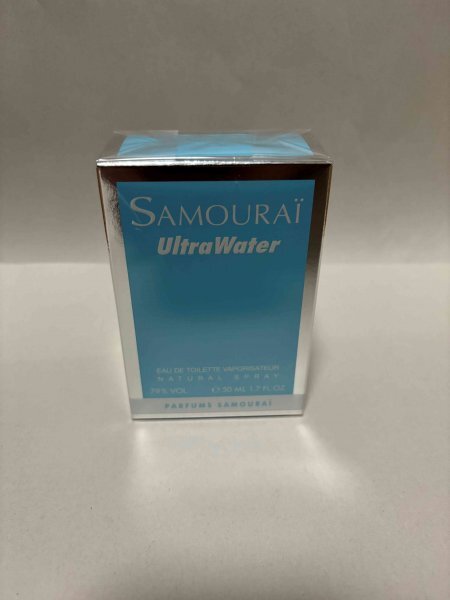 SAMOURAÏ
UltraWater
EAU DE TOILETTE VAPORISATEUR
NATURAL SPRAY
79% VOL ℮ 50 ML 1.7 FL.OZ
PARFUMS SAMOURAÏ